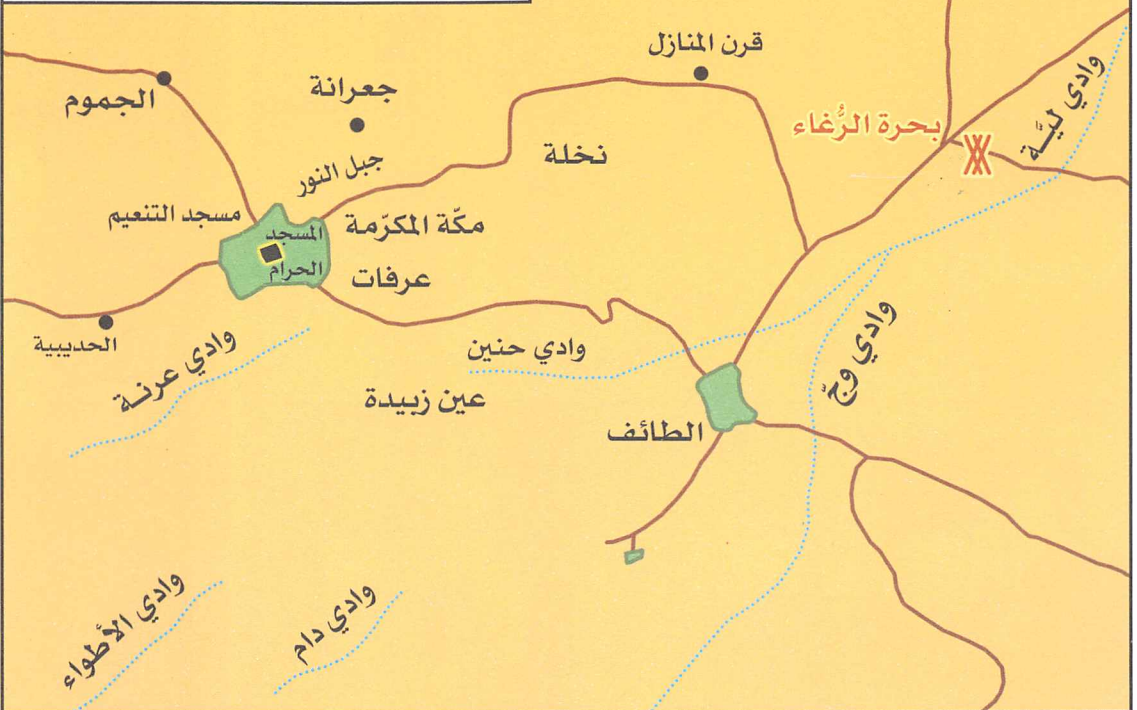 قرن المنازل
وادي ليَّة
جعرانة
الجموم
بحرة الرُّغاء
نخلة
جبل النور
مسجد التنعيم
مكّة المكرّمة
المسجد
الحرام
عرفات
الحديبية
وادي عرنة
وادي حنين
وادي وجّ
عين زبيدة
الطائف
وادي الأطواء
وادي دام